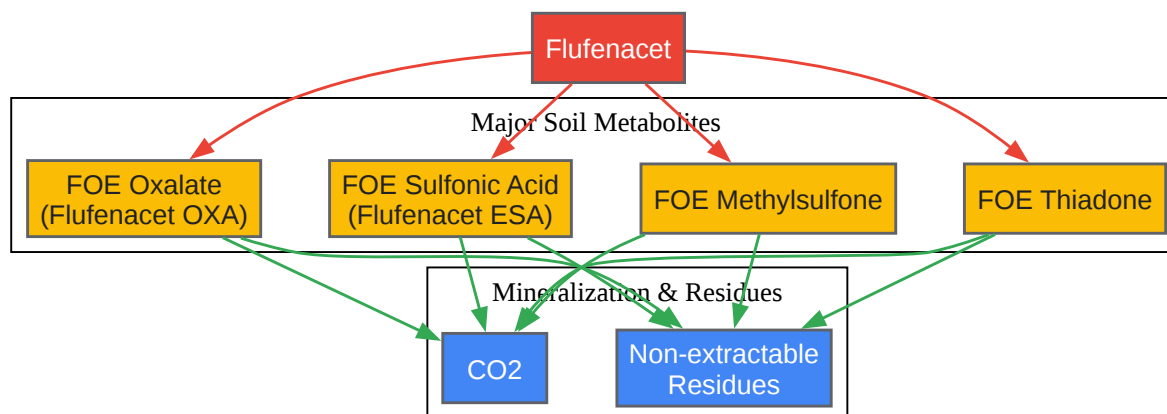 Flufenacet
Major Soil Metabolites
FOE Oxalate
(Flufenacet OXA)
FOE Sulfonic Acid
(Flufenacet ESA)
FOE Methylsulfone
FOE Thiadone
Mineralization & Residues
CO2
Non-extractable
Residues